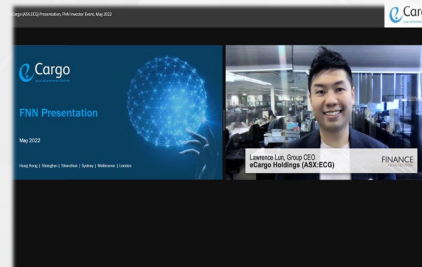 eCargo (ASX:ECG) Presentation, FNN Investor Event, May 2022
Cargo
Cargo
FNN Presentation
May 2022
Hong Kong | Shanghai | Shenzhen | Sydney | Melbourne | London
Lawrence Lun, Group CEO
eCargo Holdings (ASX:ECG)
FINANCE